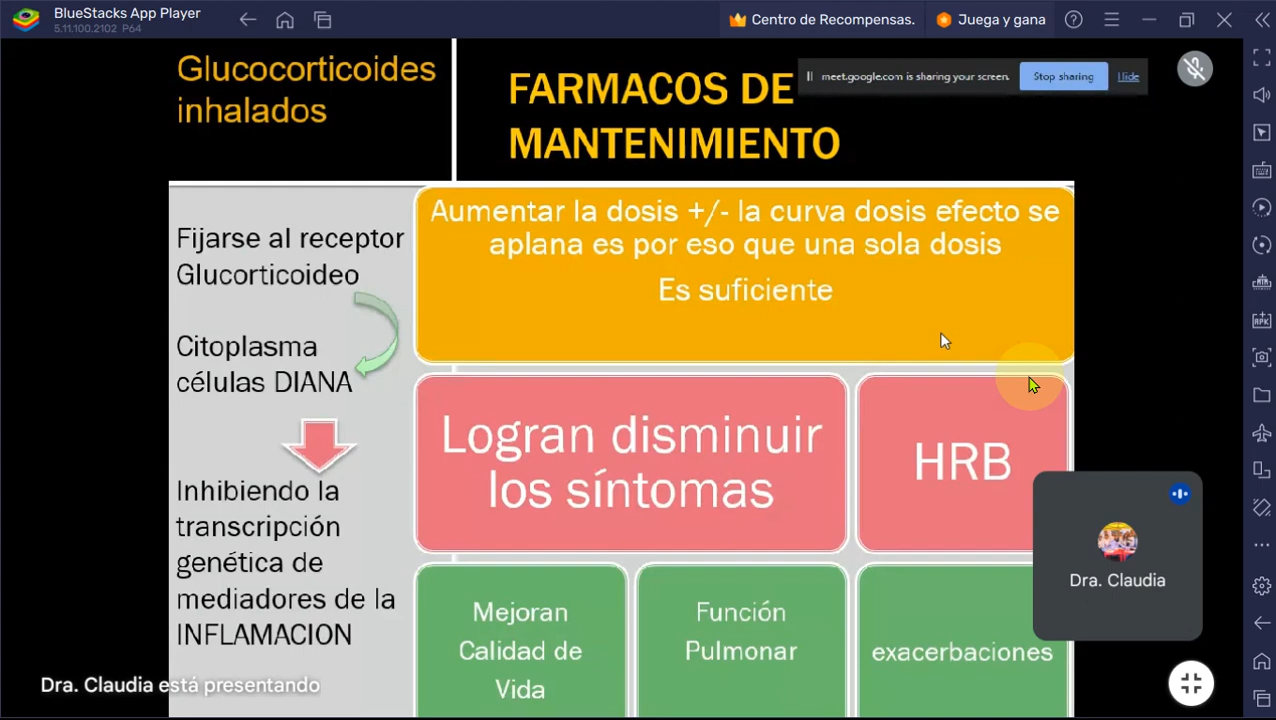 BlueStacks App Player
5.11.100.2102 P64
Centro de Recompensas.
Juega y gana
Glucocorticoides
inhalados
FARMACOS DE
MANTENIMIENTO
meet.google.com is sharing your screen.
Stop sharing
Hide
Fijarse al receptor
Glucorticoideo
Citoplasma
células DIANA
Inhibiendo la
transcripción
genética de
mediadores de la
INFLAMACION
Aumentar la dosis +/- la curva dosis efecto se
aplana es por eso que una sola dosis
Es suficiente
Logran disminuir
los síntomas
HRB
Mejoran
Calidad de
Vida
Función
Pulmonar
exacerbaciones
Dra. Claudia
Dra. Claudia está presentando